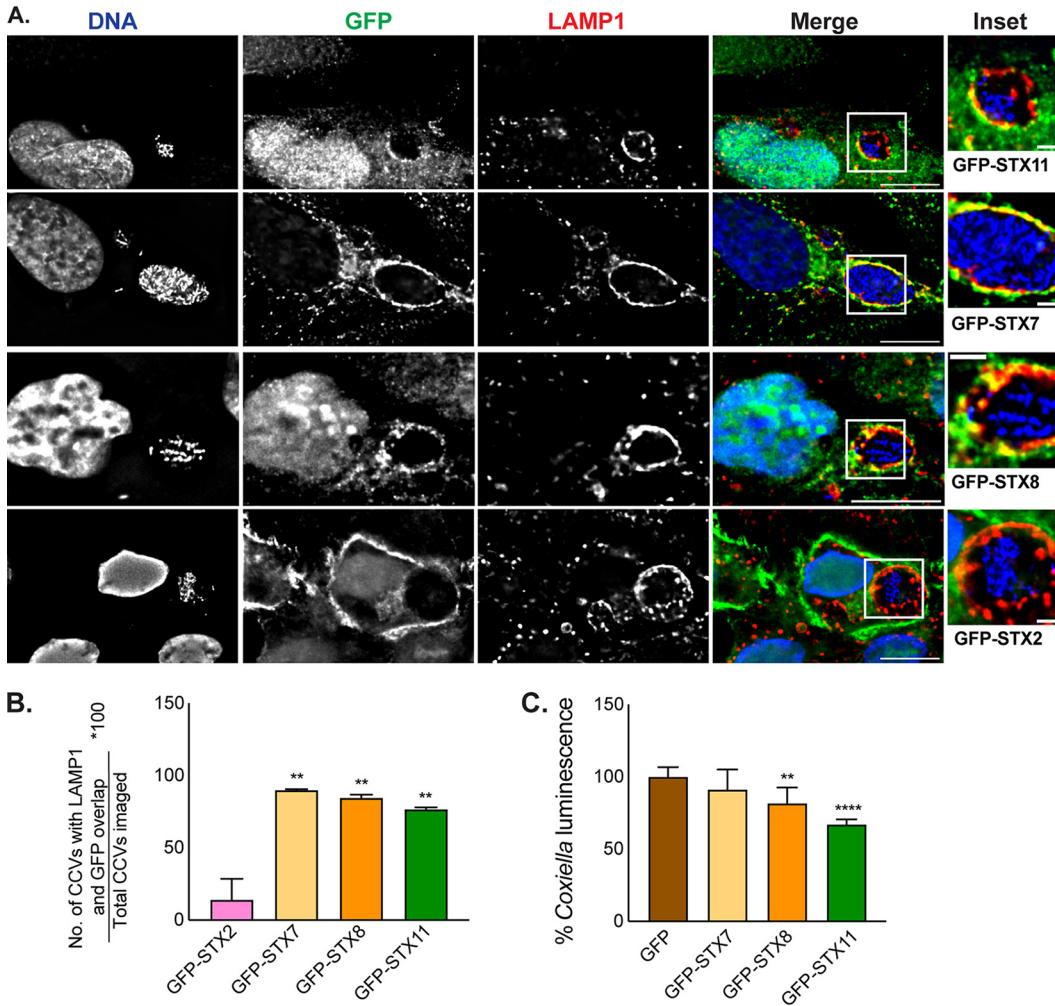 A.
DNA GFP LAMP1 Merge Inset
GFP-STX11
GFP-STX7
GFP-STX8
GFP-STX2
B.
No. of CCVs with LAMP1
and GFP overlap *100
Total CCVs imaged
150
100
50
0
**
**
**
GFP-STX2
GFP-STX7
GFP-STX8
GFP-STX11
C.
% Coxiella luminescence
150
100
50
0
**
****
GFP
GFP-STX7
GFP-STX8
GFP-STX11